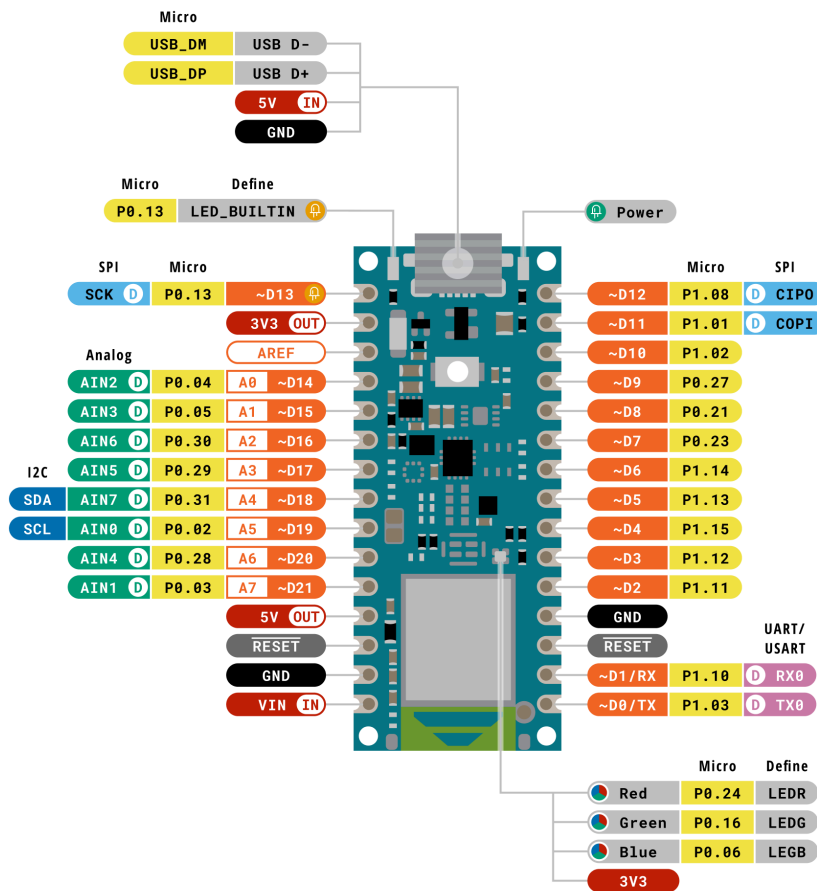 Micro
USB_DM USB D-
USB_DP USB D+
5V IN
GND
Micro Define
P0.13 LED_BUILTIN
Power
SPI Micro
SCK D P0.13 ~D13
3V3 OUT
AREF
Analog
AIN2 D P0.04 A0 ~D14
AIN3 D P0.05 A1 ~D15
AIN6 D P0.30 A2 ~D16
I2C
AIN5 D P0.29 A3 ~D17
SDA AIN7 D P0.31 A4 ~D18
SCL AIN0 D P0.02 A5 ~D19
AIN4 D P0.28 A6 ~D20
AIN1 D P0.03 A7 ~D21
5V OUT
RESET
GND
VIN IN
Micro SPI
~D12 P1.08 D CIPO
~D11 P1.01 D COPI
~D10 P1.02
~D9 P0.27
~D8 P0.21
~D7 P0.23
~D6 P1.14
~D5 P1.13
~D4 P1.15
~D3 P1.12
~D2 P1.11
GND
UART/
USART
RESET
~D1/RX P1.10 D RX0
~D0/TX P1.03 D TX0
Micro Define
Red P0.24 LEDR
Green P0.16 LEDG
Blue P0.06 LEGB
3V3